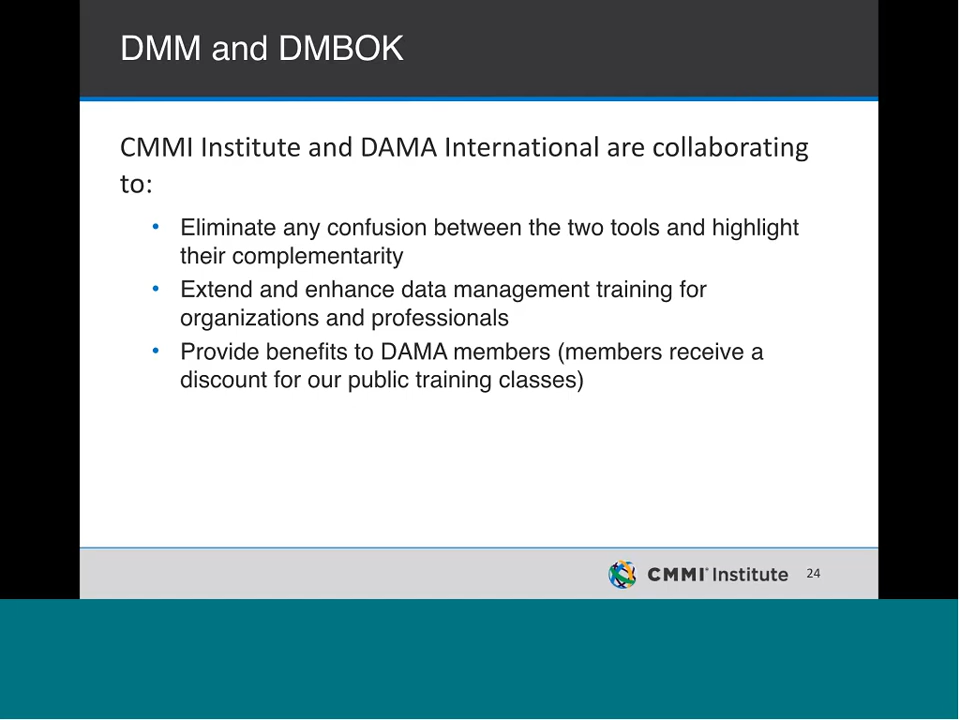 DMM and DMBOK
CMMI Institute and DAMA International are collaborating
to:
• Eliminate any confusion between the two tools and highlight
their complementarity
• Extend and enhance data management training for
organizations and professionals
• Provide benefits to DAMA members (members receive a
discount for our public training classes)
CMMI® Institute 24